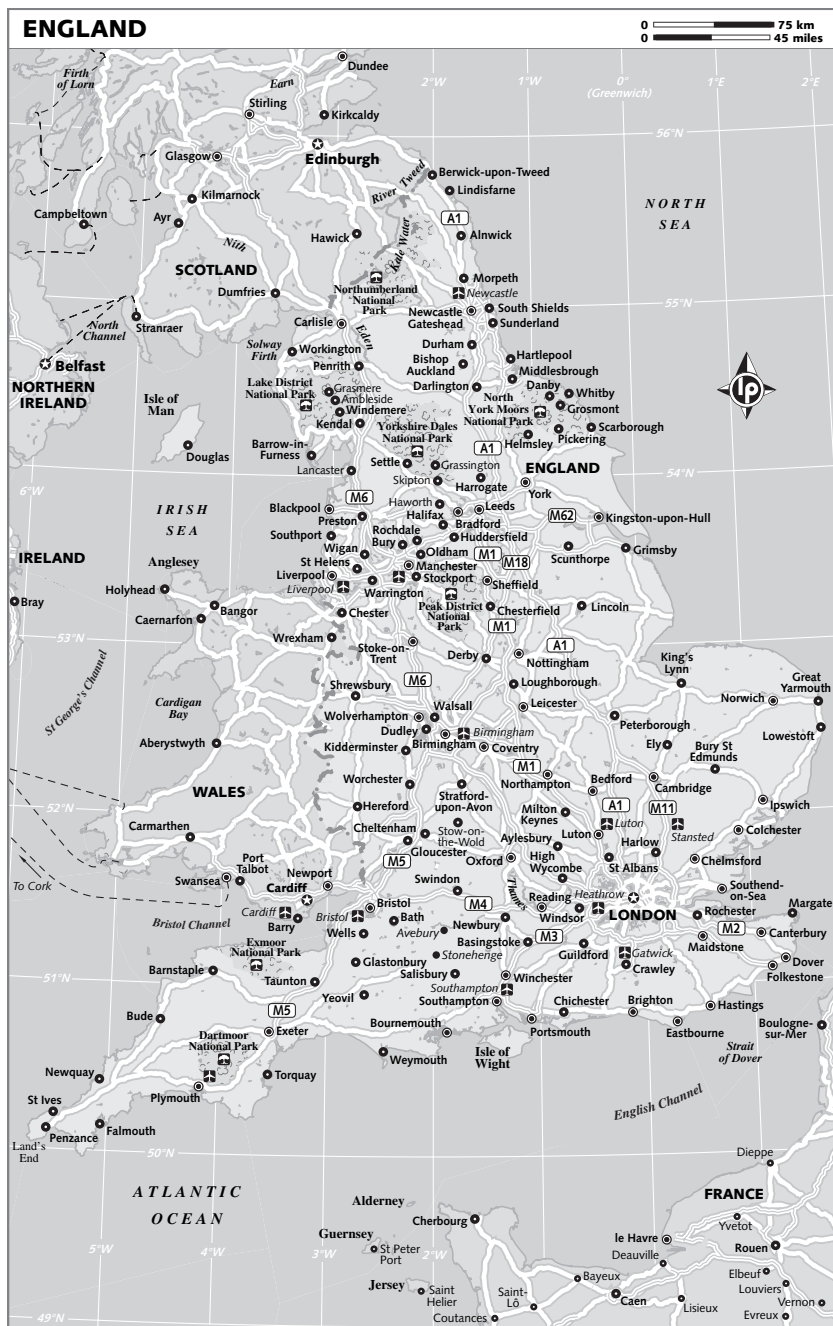 ENGLAND
0 75 km
0 45 miles
Firth
of Lorn
Earn
Dundee
2°W
1°W
0°
(Greenwich)
1°E
2°E
Stirling
Kirkcaldy
56°N
Glasgow
Edinburgh
River Tweed
Berwick-upon-Tweed
Lindisfarne
Kilmarnock
Campbeltown
Ayr
A1
NORTH
SEA
Nith
Hawick
Kale Water
Alnwick
SCOTLAND
Morpeth
Dumfries
Northumberland
National
Park
Newcastle
55°N
North
Channel
Stranraer
Carlisle
Newcastle
Gateshead
South Shields
Sunderland
Eden
Solway
Firth
Workington
Durham
Belfast
Penrith
Bishop
Auckland
Hartlepool
Middlesbrough
NORTHERN
IRELAND
Lake District
National Park
Grasmere
Ambleside
Windemere
Darlington
Danby
Whitby
Grosmont
LP
Isle of
Man
Kendal
North
York Moors
National Park
Scarborough
Yorkshire Dales
National Park
Helmsley
Pickering
Douglas
Barrow-in-
Furness
A1
Settle
Grassington
ENGLAND
Lancaster
Skipton
Harrogate
York
54°N
6°W
IRISH
SEA
M6
Blackpool
Preston
Haworth
Halifax
Leeds
Bradford
M62
Kingston-upon-Hull
Southport
Rochdale
Bury
Huddersfield
IRELAND
Wigan
Oldham
M1
M18
Scunthorpe
Grimsby
Anglesey
St Helens
Manchester
Liverpool
Stockport
Sheffield
Holyhead
Liverpool
Warrington
Bray
Bangor
Caernarfon
Chester
Peak District
National
Park
Chesterfield
Lincoln
53°N
Wrexham
M1
Stoke-on-
Trent
Derby
A1
Nottingham
King's
Lynn
St George's Channel
M6
Loughborough
Great
Yarmouth
Cardigan
Bay
Shrewsbury
Walsall
Leicester
Norwich
Wolverhampton
Dudley
Birmingham
Peterborough
Lowestoft
Aberystwyth
Birmingham
Coventry
Ely
Bury St
Edmunds
Kidderminster
M1
WALES
Worchester
Northampton
Bedford
Cambridge
52°N
Hereford
Stratford-
upon-Avon
Milton
Keynes
A1
M11
Ipswich
Carmarthen
Cheltenham
Stow-on-
the-Wold
Luton
Luton
Stansted
Colchester
Gloucester
Aylesbury
Harlow
Port
Talbot
M5
Oxford
High
Wycombe
St Albans
Chelmsford
To Cork
Swansea
Newport
Cardiff
Swindon
Thames
Southend-
on-Sea
Bristol
M4
Reading
Heathrow
LONDON
Margate
Cardiff
Barry
Bristol
Bath
Newbury
Windsor
Rochester
Bristol Channel
Wells
Avebury
M2
Canterbury
Basingstoke
M3
Maidstone
Exmoor
National Park
Stonehenge
Guildford
Gatwick
Dover
Barnstaple
Glastonbury
Salisbury
Crawley
Folkestone
51°N
Taunton
Winchester
Yeovil
Southampton
Southampton
Chichester
Brighton
Hastings
Bude
M5
Exeter
Bournemouth
Portsmouth
Eastbourne
Boulogne-
sur-Mer
Dartmoor
National Park
Weymouth
Isle of
Wight
Strait
of Dover
Newquay
Torquay
Plymouth
English Channel
St Ives
Penzance
Falmouth
Land's
End
50°N
Dieppe
ATLANTIC
OCEAN
Alderney
Cherbourg
FRANCE
Guernsey
Yvetot
St Peter
Port
le Havre
5°W
4°W
3°W
2°W
Deauville
Rouen
Jersey
Saint
Helier
Saint-
Lô
Bayeux
Elbeuf
Louviers
Caen
Lisieux
Vernon
49°N
Coutances
Evreux